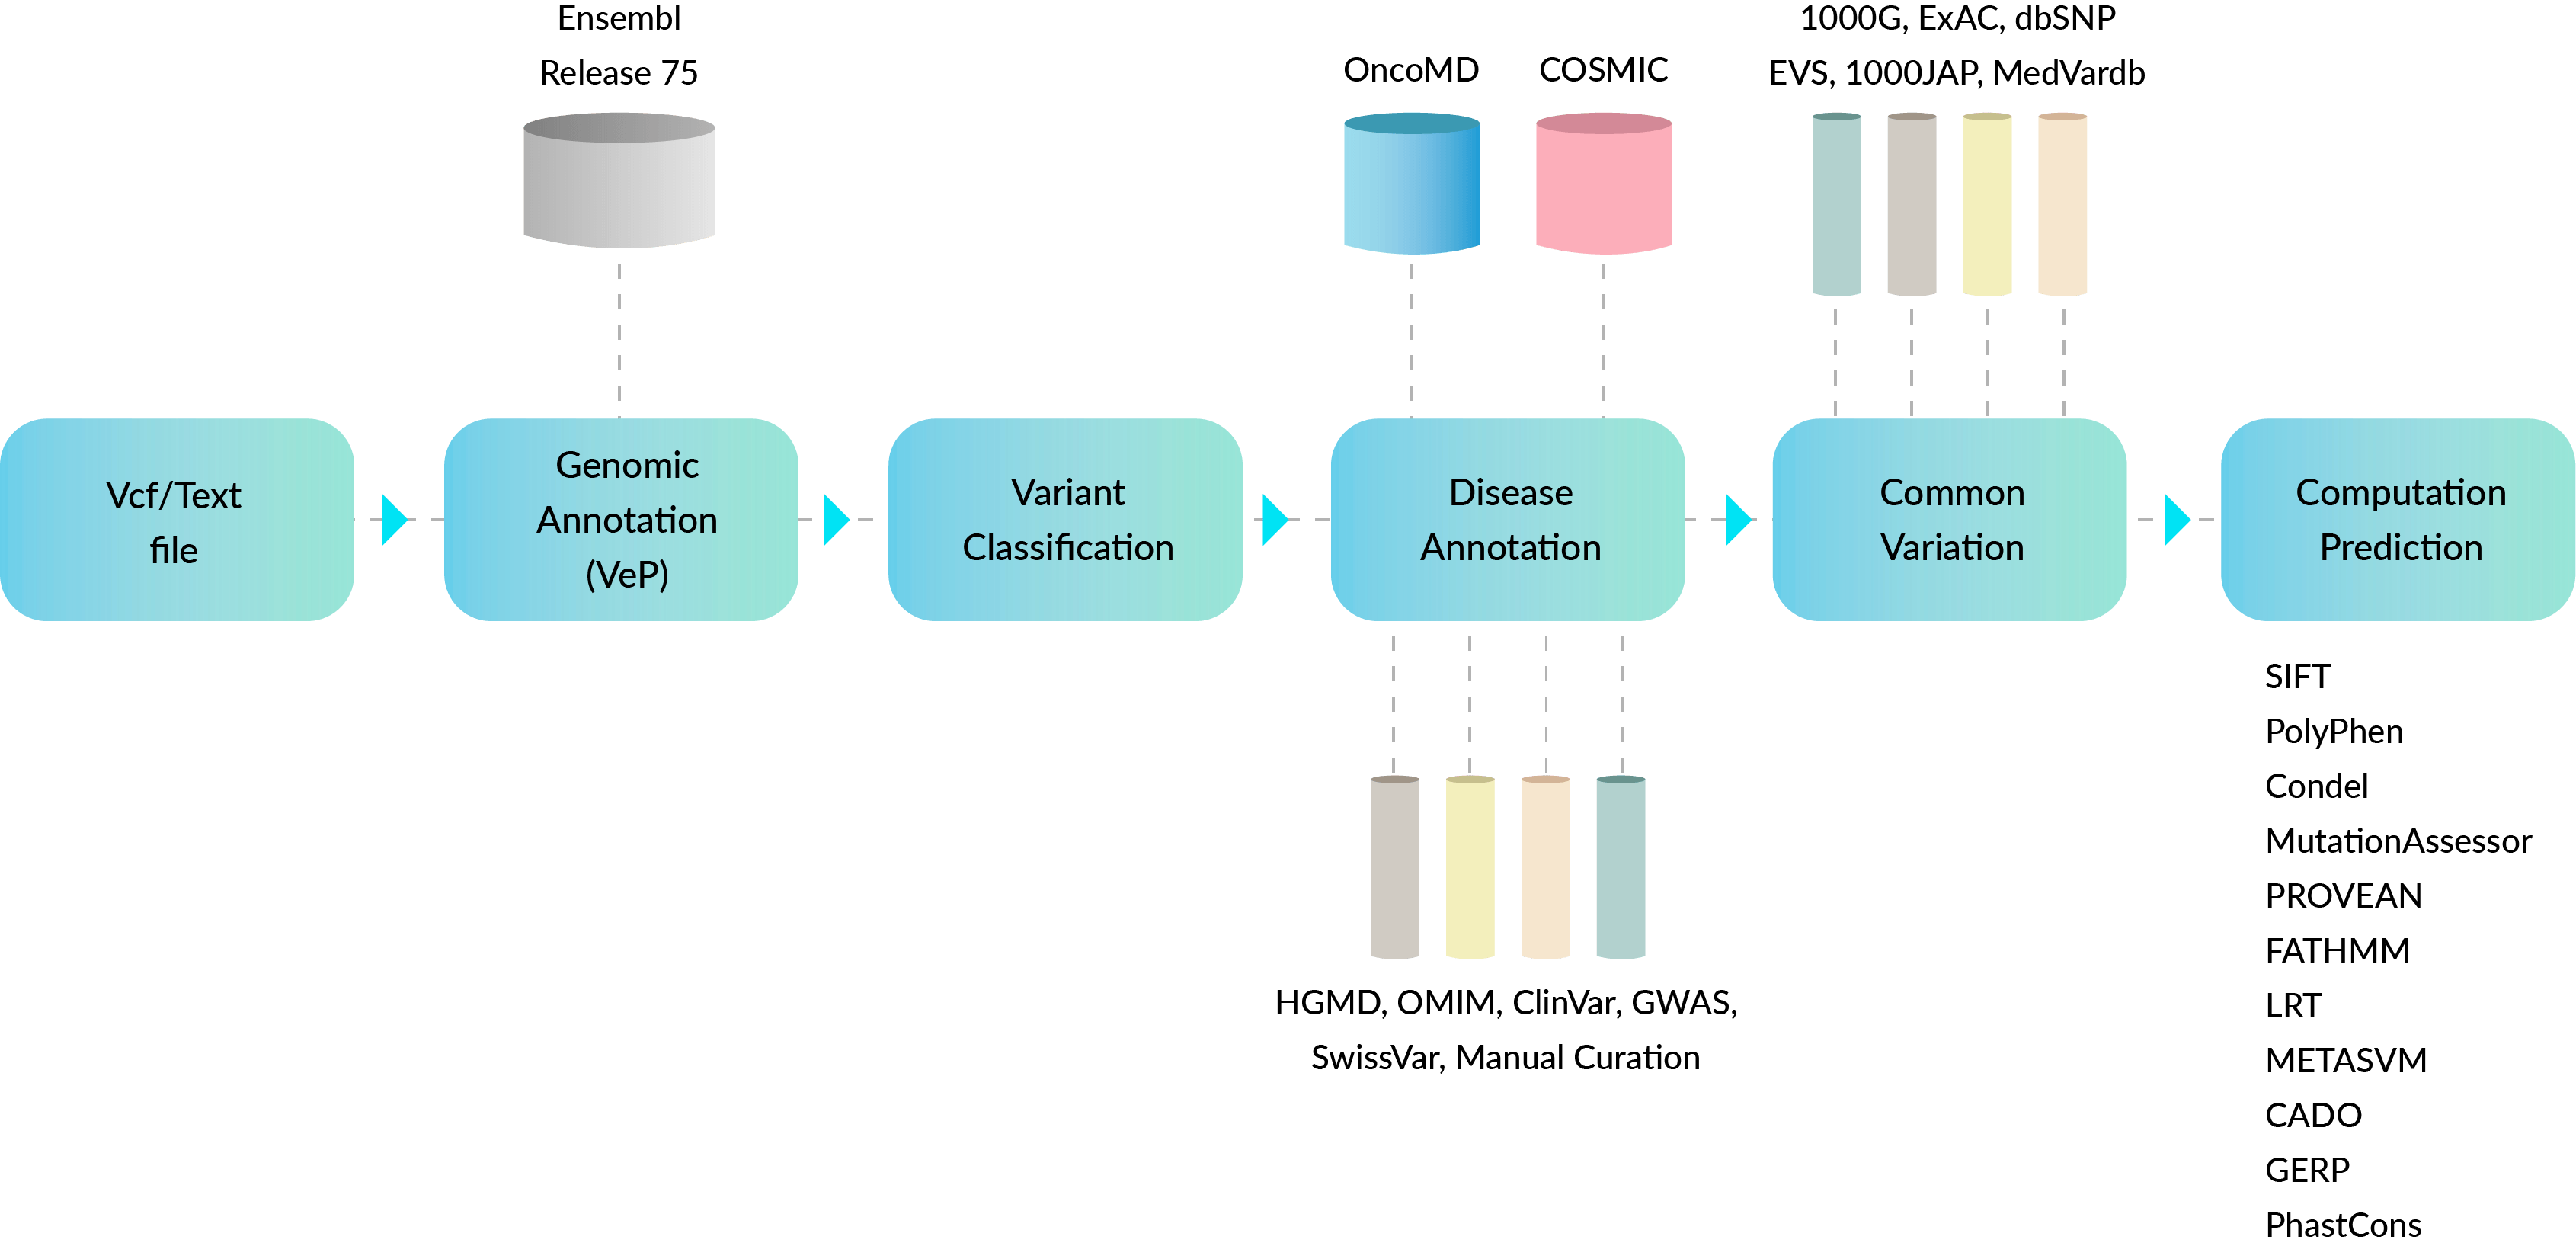 Ensembl
Release 75
OncoMD
COSMIC
1000G, ExAC, dbSNP
EVS, 1000JAP, MedVardb
Vcf/Text
file
Genomic
Annotation
(VeP)
Variant
Classification
Disease
Annotation
Common
Variation
Computation
Prediction
HGMD, OMIM, ClinVar, GWAS,
SwissVar, Manual Curation
SIFT
PolyPhen
Condel
MutationAssessor
PROVEAN
FATHMM
LRT
METASVM
CADO
GERP
PhastCons